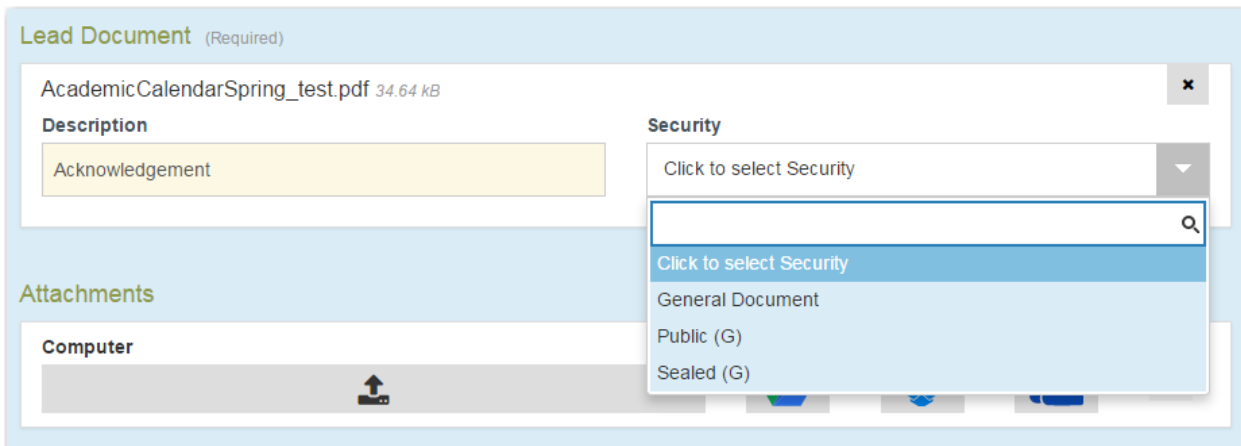 Lead Document (Required)
AcademicCalendarSpring_test.pdf 34.64 kB
Description
Security
Acknowledgement
Click to select Security
Click to select Security
General Document
Attachments
Public (G)
Computer
Sealed (G)